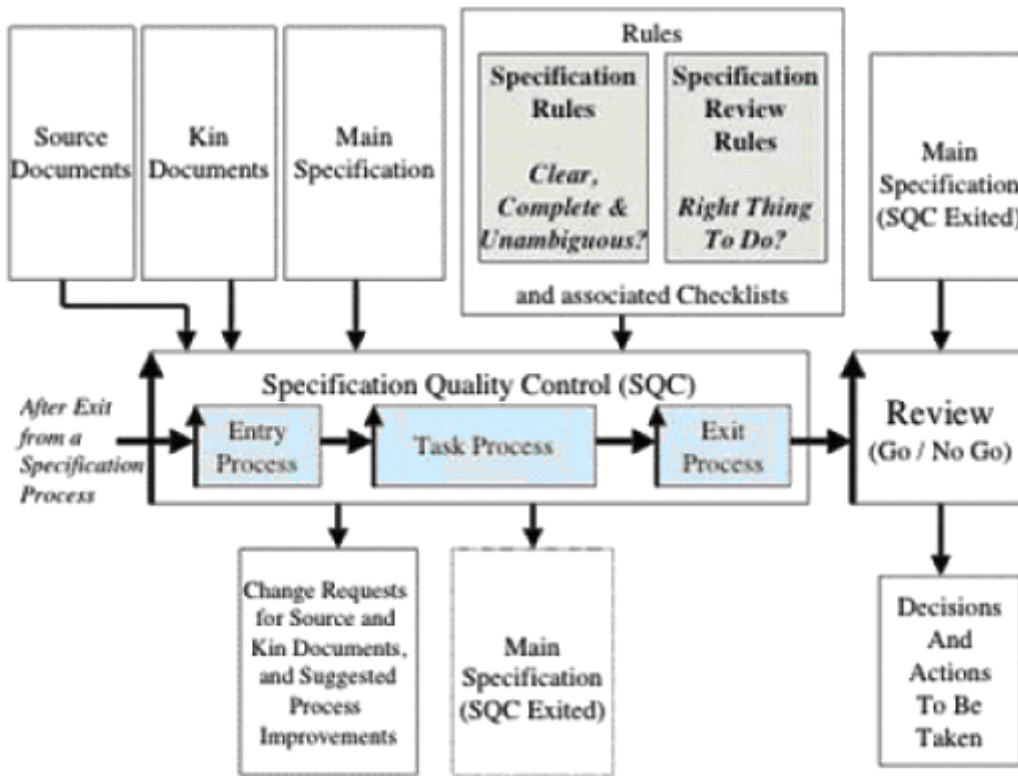 Source
Documents
Kin
Documents
Main
Specification
Rules
Specification
Rules
Clear,
Complete &
Unambiguous?
Specification
Review
Rules
Right Thing
To Do?
and associated Checklists
Main
Specification
(SQC Exited)
After Exit
from a
Specification
Process
Specification Quality Control (SQC)
Entry
Process
Task Process
Exit
Process
Review
(Go / No Go)
Change Requests
for Source and
Kin Documents,
and Suggested
Process
Improvements
Main
Specification
(SQC Exited)
Decisions
And
Actions
To Be
Taken